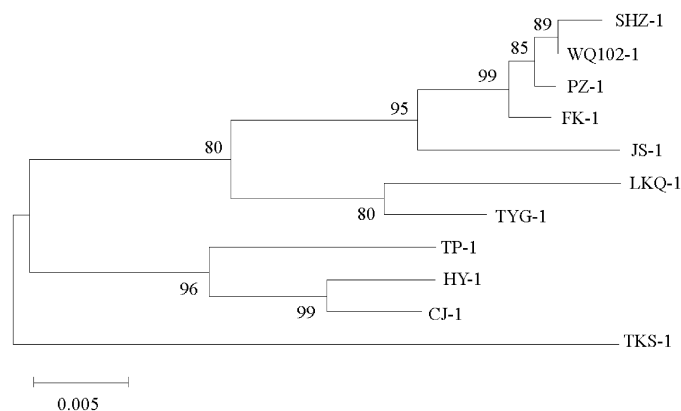 SHZ-1
89
WQ102-1
85
PZ-1
99
FK-1
95
JS-1
80
LKQ-1
80
TYG-1
TP-1
96
HY-1
99
CJ-1
TKS-1
0.005